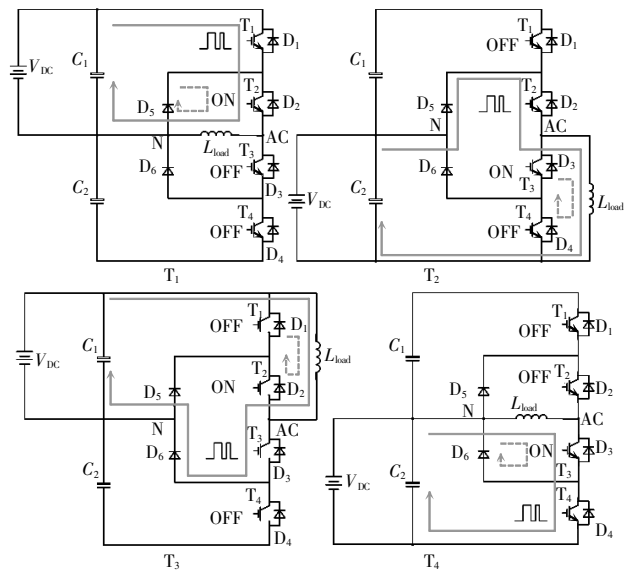 T1
OFF D1
VDC C1
T2
D5 ON D2
N AC
Lload
T3
D6 OFF D3
C2
T4
OFF
D4
T1
T1
OFF D1
C1
T2
D5 D2
N AC
D6 ON D3
T3
C2
T4
VDC Lload
OFF D4
T2
T1
D1
OFF
VDC C1
Lload
T2
ON
D5 D2
N AC
T3
D6
D3
C2
T4
OFF
D4
T3
T1
OFF D1
C1
T2
OFF
D5 D2
Lload
N AC
D6 ON D3
T3
VDC C2
T4
D4
T4